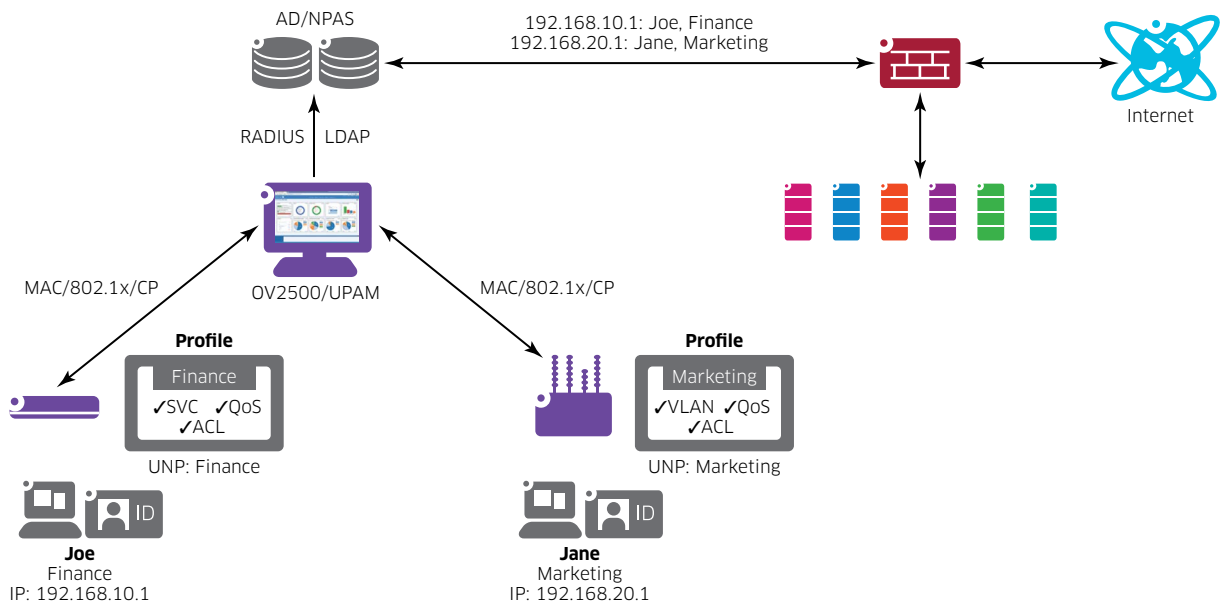 AD/NPAS
192.168.10.1: Joe, Finance
192.168.20.1: Jane, Marketing
Internet
RADIUS
LDAP
MAC/802.1x/CP
OV2500/UPAM
MAC/802.1x/CP
Profile
Finance
✓SVC ✓QoS
✓ACL
UNP: Finance
Profile
Marketing
✓VLAN ✓QoS
✓ACL
UNP: Marketing
ID
Joe
Finance
IP: 192.168.10.1
ID
Jane
Marketing
IP: 192.168.20.1